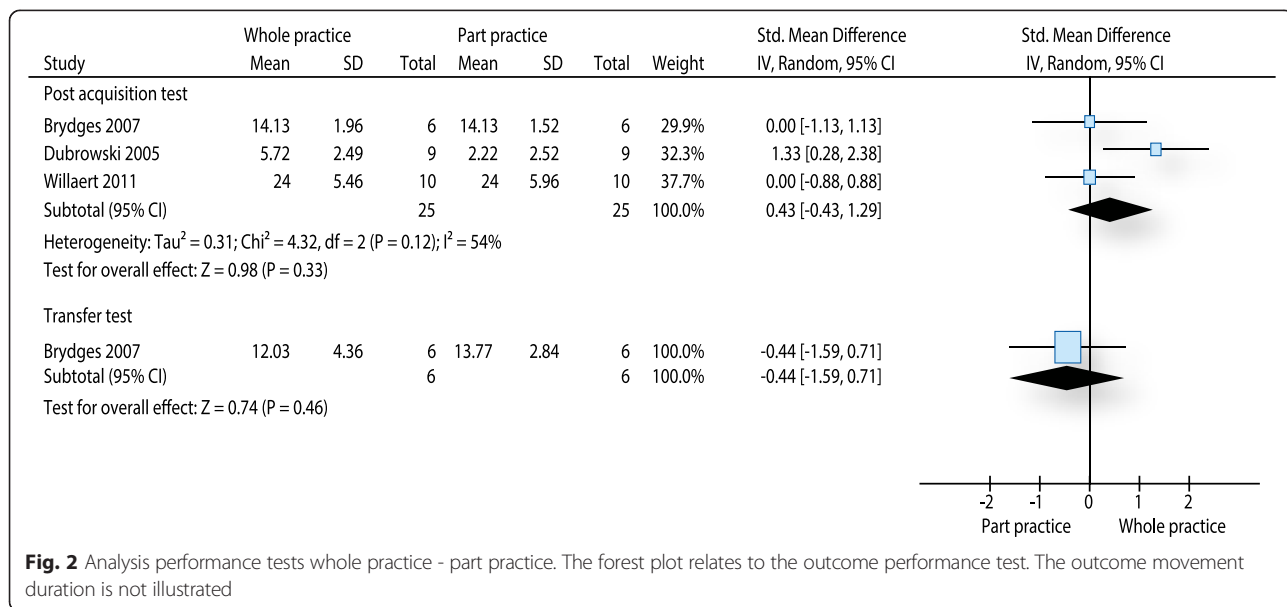 Whole practice Part practice Std. Mean Difference Std. Mean Difference
Study Mean SD Total Mean SD Total Weight IV, Random, 95% CI IV, Random, 95% CI
Post acquisition test
Brydges 2007 14.13 1.96 6 14.13 1.52 6 29.9% 0.00 [-1.13, 1.13]
Dubrowski 2005 5.72 2.49 9 2.22 2.52 9 32.3% 1.33 [0.28, 2.38]
Willaert 2011 24 5.46 10 24 5.96 10 37.7% 0.00 [-0.88, 0.88]
Subtotal (95% CI) 25 25 100.0% 0.43 [-0.43, 1.29]
Heterogeneity: Tau² = 0.31; Chi² = 4.32, df = 2 (P = 0.12); I² = 54%
Test for overall effect: Z = 0.98 (P = 0.33)
Transfer test
Brydges 2007 12.03 4.36 6 13.77 2.84 6 100.0% -0.44 [-1.59, 0.71]
Subtotal (95% CI) 6 6 100.0% -0.44 [-1.59, 0.71]
Test for overall effect: Z = 0.74 (P = 0.46)
-2 -1 0 1 2
Part practice Whole practice
Fig. 2 Analysis performance tests whole practice - part practice. The forest plot relates to the outcome performance test. The outcome movement
duration is not illustrated